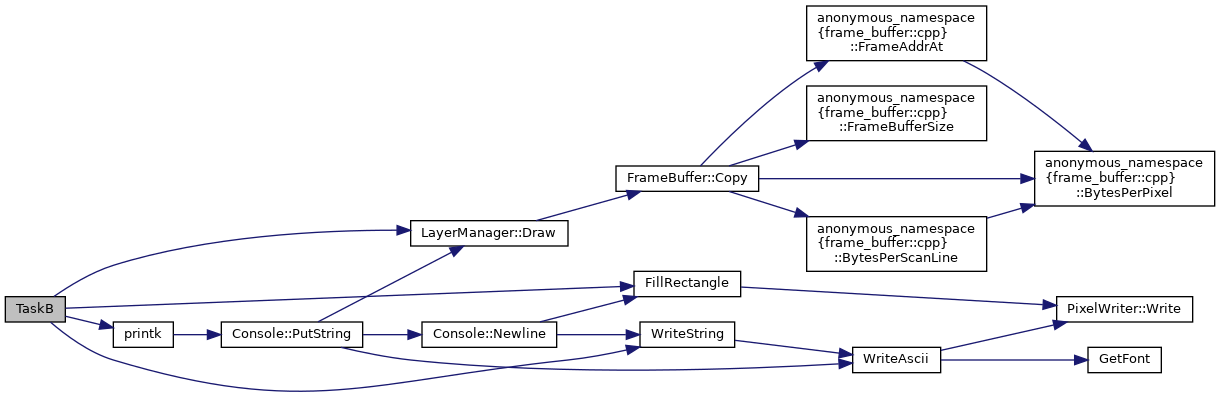 anonymous_namespace
{frame_buffer::cpp}
::FrameAddrAt
anonymous_namespace
{frame_buffer::cpp}
::FrameBufferSize
anonymous_namespace
{frame_buffer::cpp}
::BytesPerPixel
FrameBuffer::Copy
LayerManager::Draw
anonymous_namespace
{frame_buffer::cpp}
::BytesPerScanLine
FillRectangle
TaskB
PixelWriter::Write
printk
Console::PutString
Console::Newline
WriteString
WriteAscii
GetFont